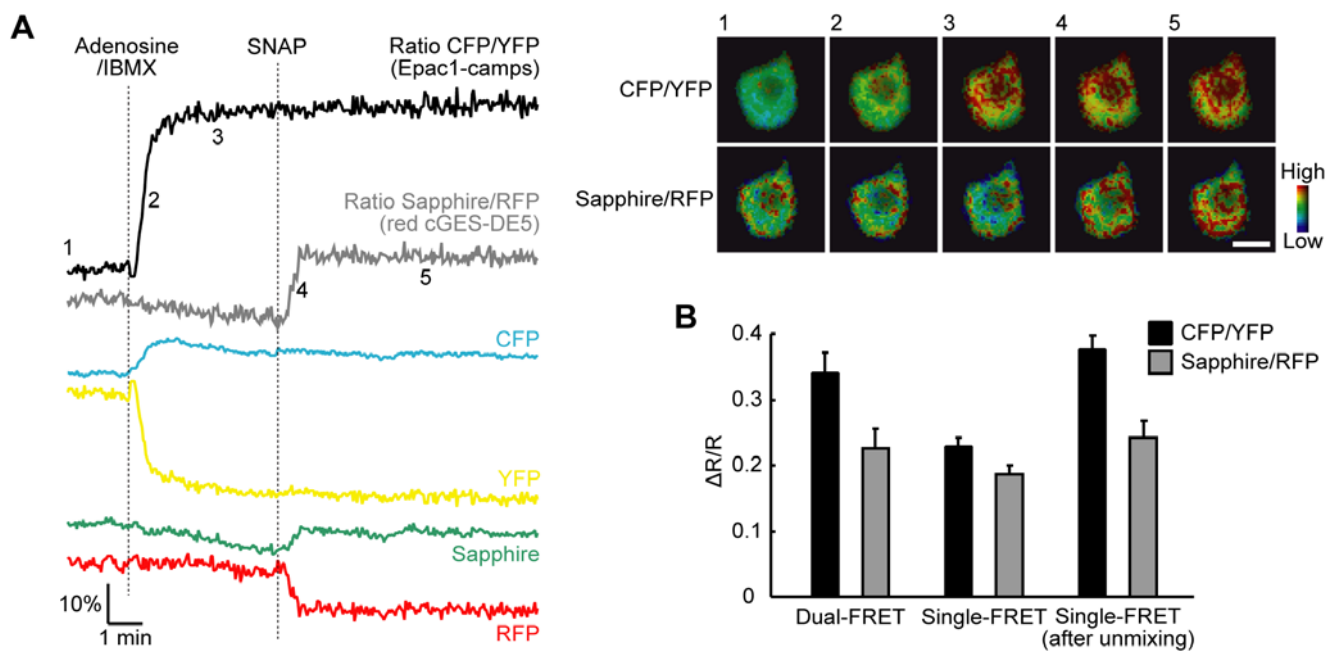 A
Adenosine
/IBMX
SNAP
Ratio CFP/YFP
(Epac1-camps)
3
2
Ratio Sapphire/RFP
(red cGES-DE5)
1
4
5
CFP
YFP
Sapphire
RFP
10%
1 min
1 2 3 4 5
CFP/YFP
Sapphire/RFP
High
Low
B
CFP/YFP
Sapphire/RFP
0.4
0.3
0.2
0.1
0
ΔR/R
Dual-FRET
Single-FRET
Single-FRET
(after unmixing)